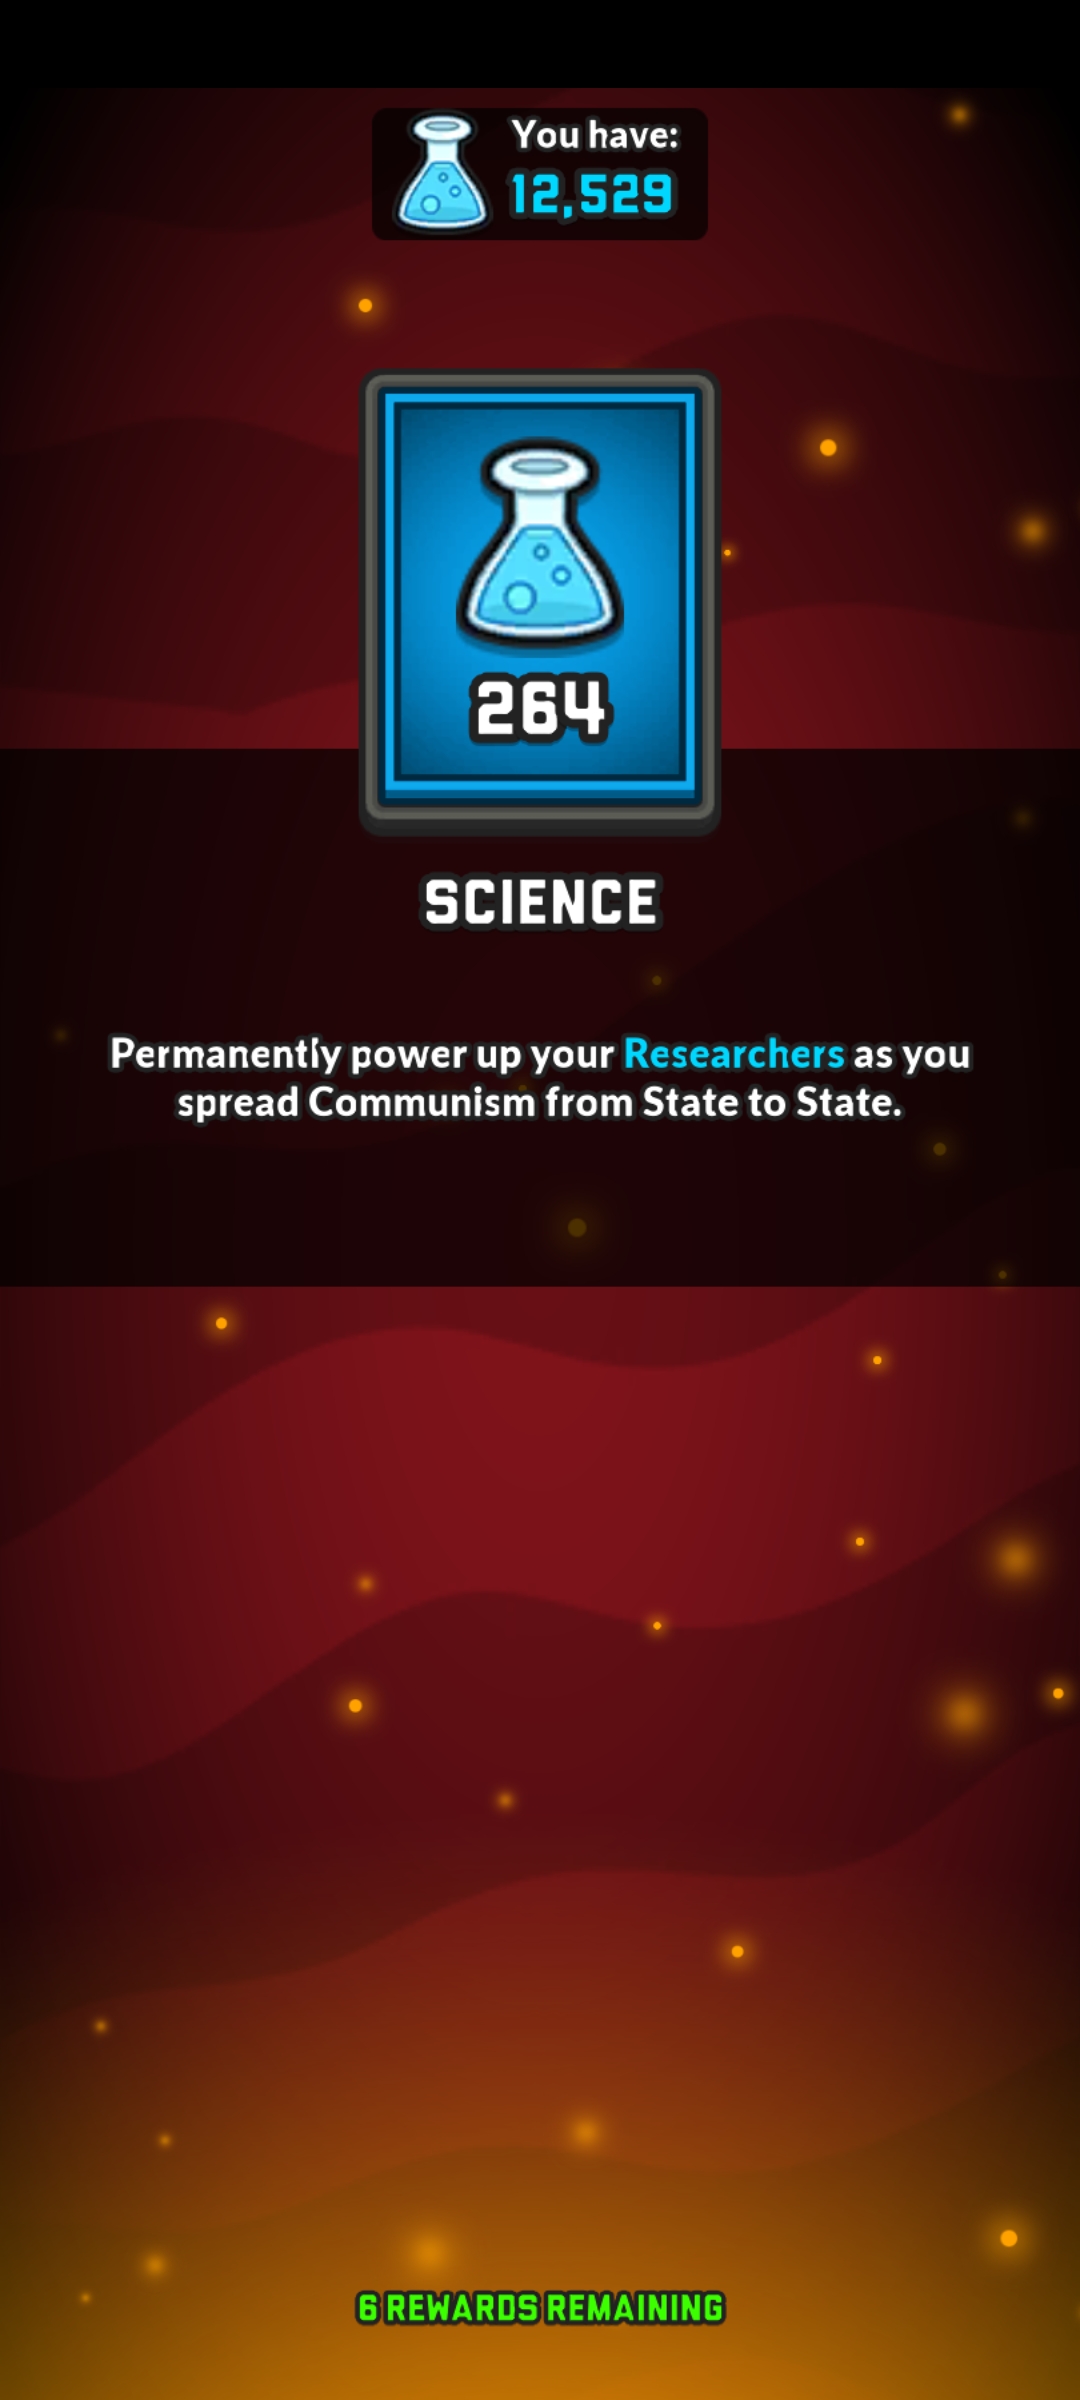 You have:
12,529
264
SCIENCE
Permanently power up your Researchers as you
spread Communism from State to State.
6 REWARDS REMAINING